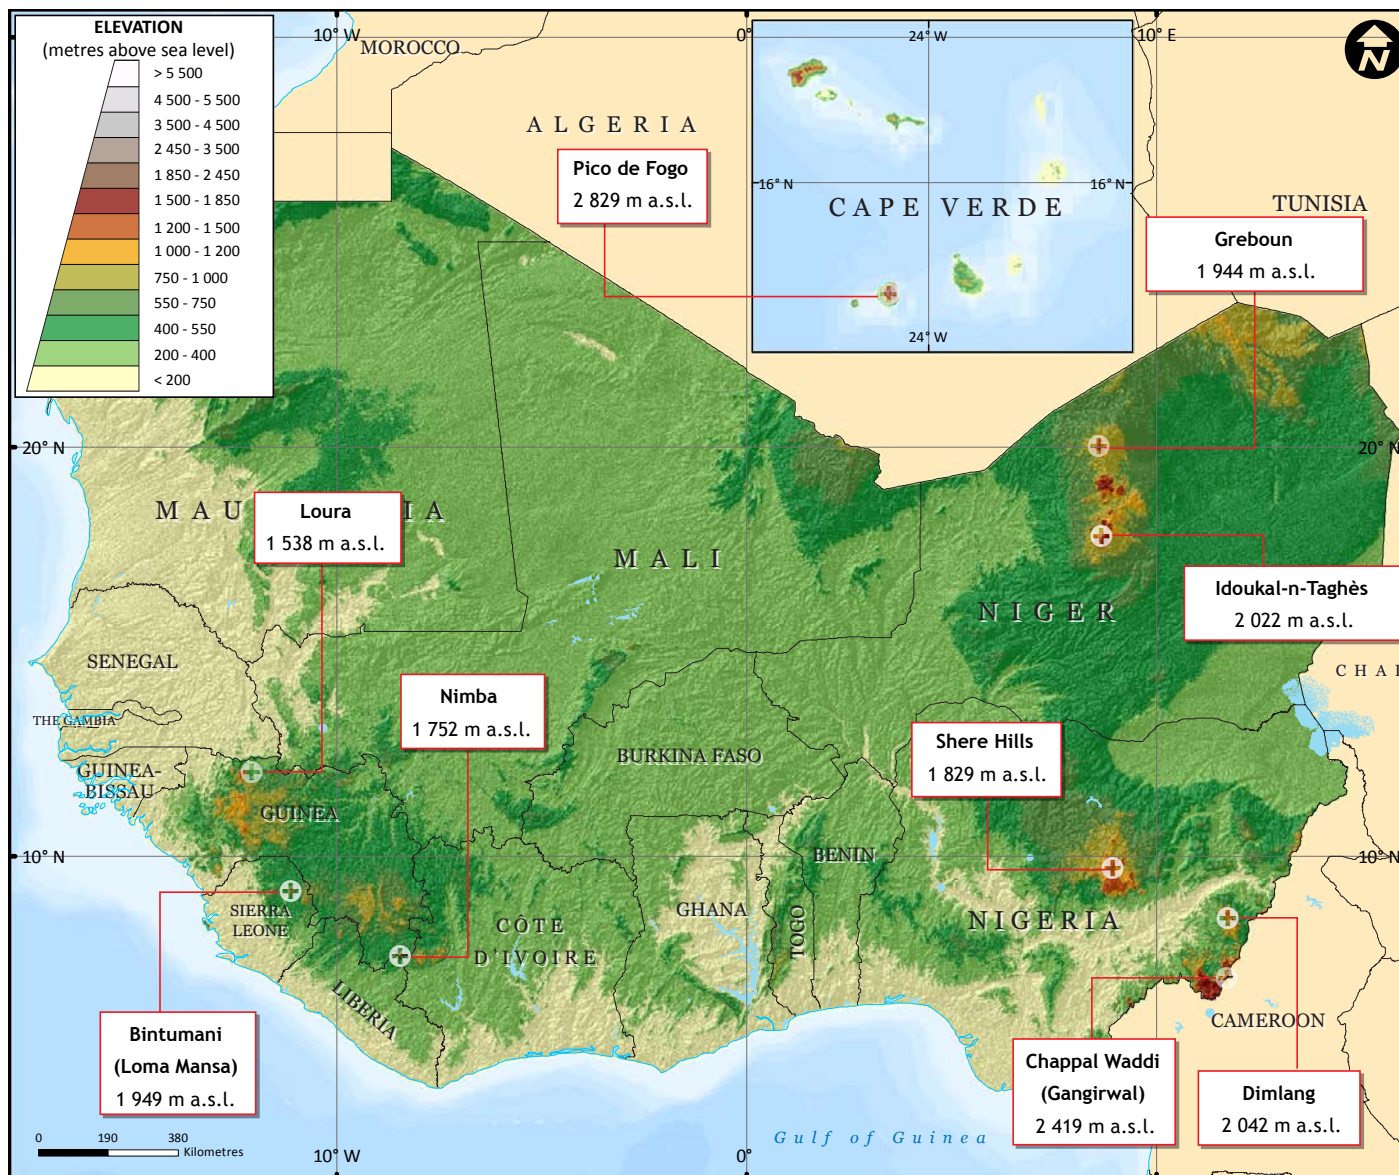 ELEVATION
(metres above sea level)
> 5 500
4 500 - 5 500
3 500 - 4 500
2 450 - 3 500
1 850 - 2 450
1 500 - 1 850
1 200 - 1 500
1 000 - 1 200
750 - 1 000
550 - 750
400 - 550
200 - 400
< 200
10° W
0°
24° W
10° E
N
MOROCCO
ALGERIA
Pico de Fogo
2 829 m a.s.l.
16° N
16° N
CAPE VERDE
24° W
TUNISIA
Greboun
1 944 m a.s.l.
20° N
20° N
MAU
IA
Loura
1 538 m a.s.l.
MALI
NIGER
Idoukal-n-Taghès
2 022 m a.s.l.
SENEGAL
CHA
THE GAMBIA
Nimba
1 752 m a.s.l.
Shere Hills
1 829 m a.s.l.
BURKINA FASO
GUINEA-
BISSAU
GUINEA
10° N
10° N
BENIN
SIERRA
LEONE
CÔTE
D'IVOIRE
GHANA
TOGO
NIGERIA
LIBERIA
CAMEROON
Bintumani
(Loma Mansa)
1 949 m a.s.l.
Chappal Waddi
(Gangirwal)
2 419 m a.s.l.
Dimlang
2 042 m a.s.l.
0 190 380
Kilometres
Gulf of Guinea
10° W
0°